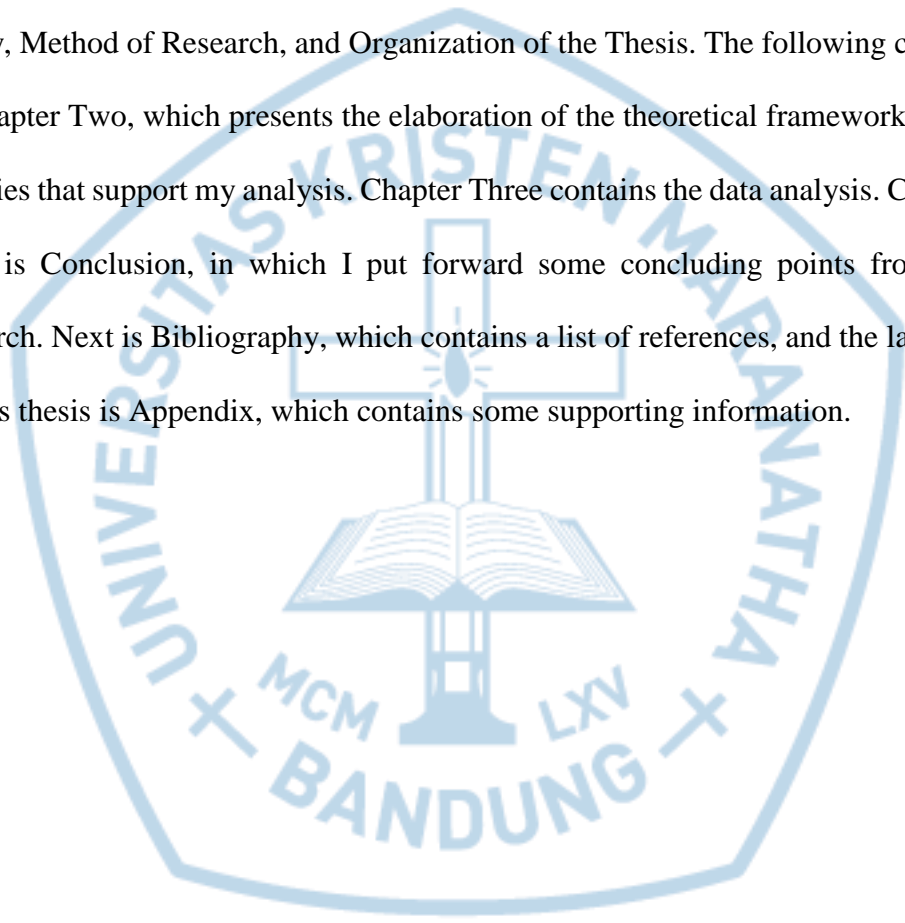 , Method of Research, and Organization of the Thesis. The following c
apter Two, which presents the elaboration of the theoretical framework
ies that support my analysis. Chapter Three contains the data analysis. C
is Conclusion, in which I put forward some concluding points fro
rch. Next is Bibliography, which contains a list of references, and the la
s thesis is Appendix, which contains some supporting information.
UNIVERSITAS KRISTEN MARANATHA
MCM LXV
BANDUNG